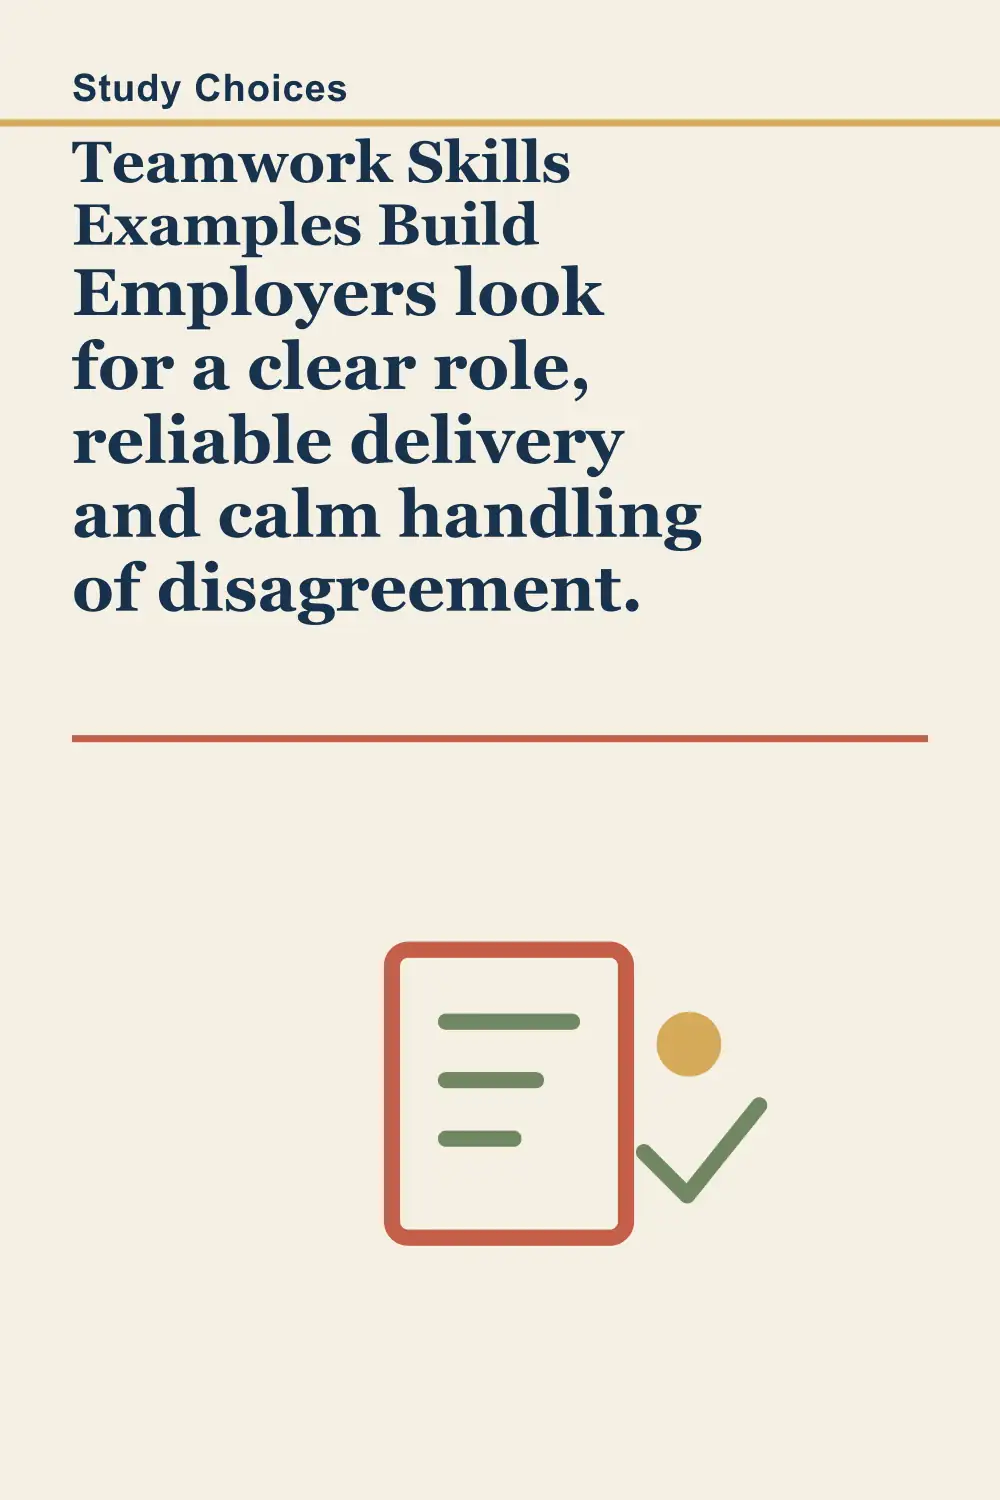 Study Choices
Teamwork Skills
Examples Build
Employers look
for a clear role,
reliable delivery
and calm handling
of disagreement.